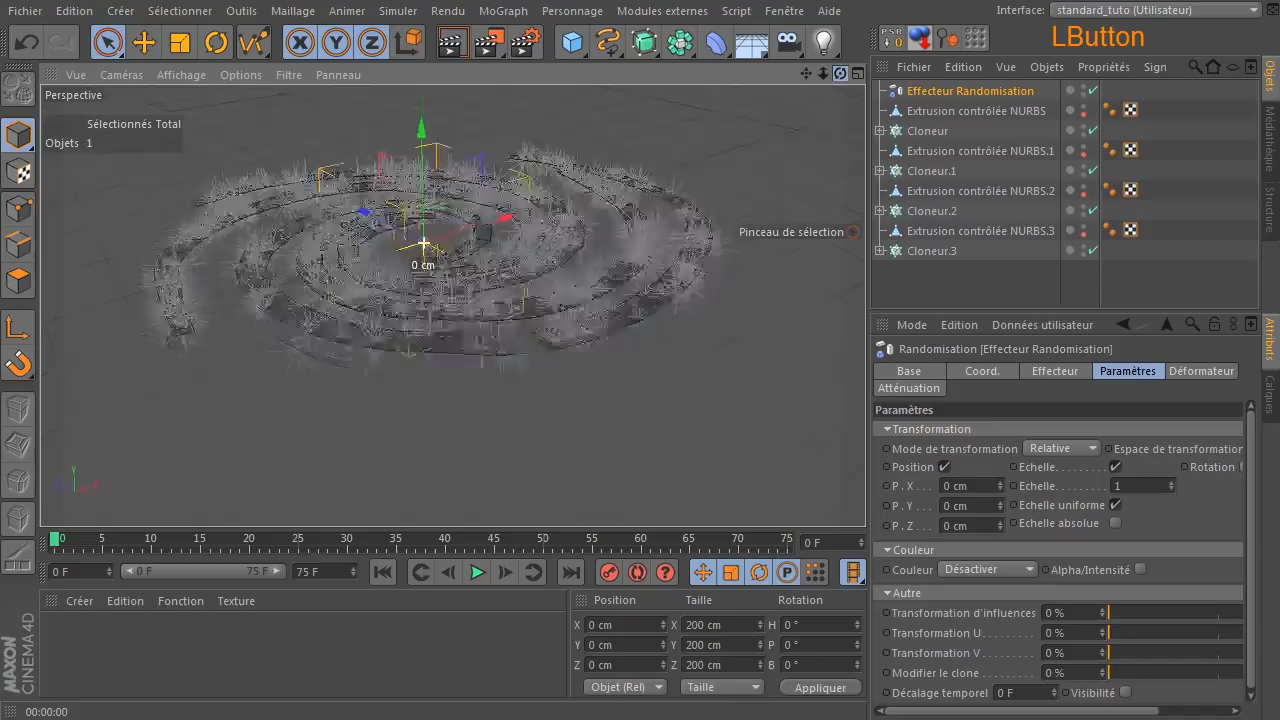 Fichier Edition Créer Sélectionner Outils Maillage Animer Simuler Rendu MoGraph Personnage Modules externes Script Fenêtre Aide Interface: standard_tuto (Utilisateur)
PSR 0 LButton
Vue Caméras Affichage Options Filtre Panneau
Perspective
Sélectionnés Total
Objets 1
Pinceau de sélection
0 cm
Y
Fichier Edition Vue Objets Propriétés Sign
Effecteur Randomisation
Extrusion contrôlée NURBS
Cloneur
Extrusion contrôlée NURBS.1
Cloneur.1
Extrusion contrôlée NURBS.2
Cloneur.2
Extrusion contrôlée NURBS.3
Cloneur.3
Objets
Médiathèque
Structure
Mode Edition Données utilisateur
Randomisation [Effecteur Randomisation]
Base Coord. Effecteur Paramètres Déformateur
Atténuation
Paramètres
Transformation
Mode de transformation Relative Espace de transformation
Position Echelle. . . . . . . . Rotation
P . X . . . 0 cm Echelle. . . . . . . . 1
P . Y . . . 0 cm Echelle uniforme
P . Z . . . 0 cm Echelle absolue
Couleur
Couleur Désactiver Alpha/Intensité
Autre
Transformation d'influences 0 %
Transformation U. . . . . . . . 0 %
Transformation V. . . . . . . . 0 %
Modifier le clone . . . . . . . 0 %
Décalage temporel 0 F Visibilité
Attributs
Calques
0 5 10 15 20 25 30 35 40 45 50 55 60 65 70 75 0 F
0 F 0 F 75 F 75 F
Créer Edition Fonction Texture
Position Taille Rotation
X 0 cm X 200 cm H 0 °
Y 0 cm Y 200 cm P 0 °
Z 0 cm Z 200 cm B 0 °
Objet (Rel) Taille Appliquer
MAXON CINEMA 4D
00:00:00